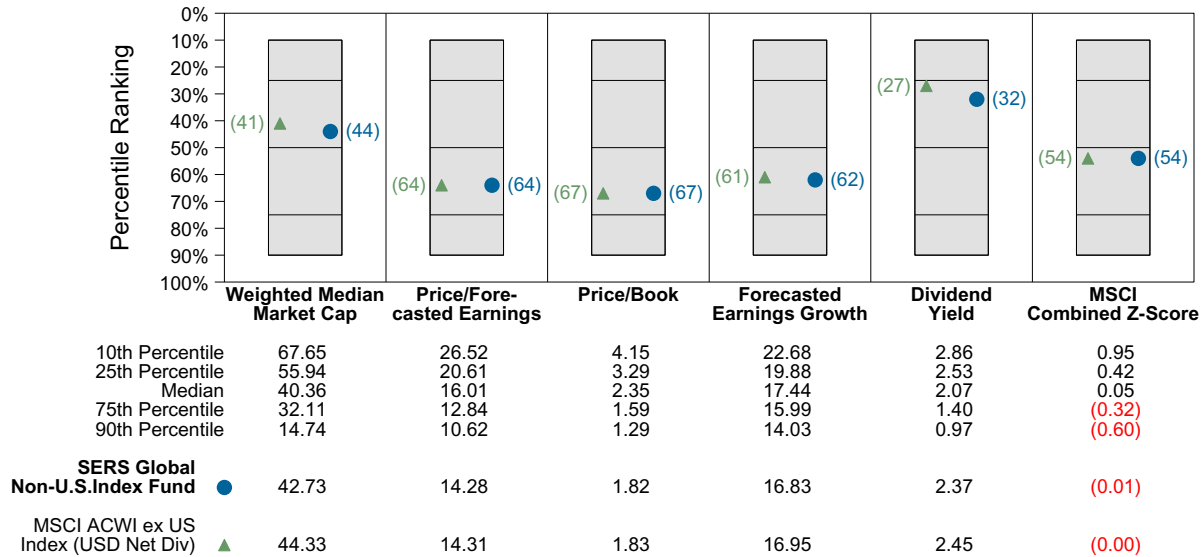 Percentile Ranking
0%
10%
20%
30%
40%
50%
60%
70%
80%
90%
100%
(41) (44)
(64) (64)
(67) (67)
(61) (62)
(27) (32)
(54) (54)
Weighted Median
Market Cap
Price/Fore-
casted Earnings
Price/Book
Forecasted
Earnings Growth
Dividend
Yield
MSCI
Combined Z-Score
10th Percentile 67.65 26.52 4.15 22.68 2.86 0.95
25th Percentile 55.94 20.61 3.29 19.88 2.53 0.42
Median 40.36 16.01 2.35 17.44 2.07 0.05
75th Percentile 32.11 12.84 1.59 15.99 1.40 (0.32)
90th Percentile 14.74 10.62 1.29 14.03 0.97 (0.60)
SERS Global
Non-U.S.Index Fund 42.73 14.28 1.82 16.83 2.37 (0.01)
MSCI ACWI ex US
Index (USD Net Div) 44.33 14.31 1.83 16.95 2.45 (0.00)